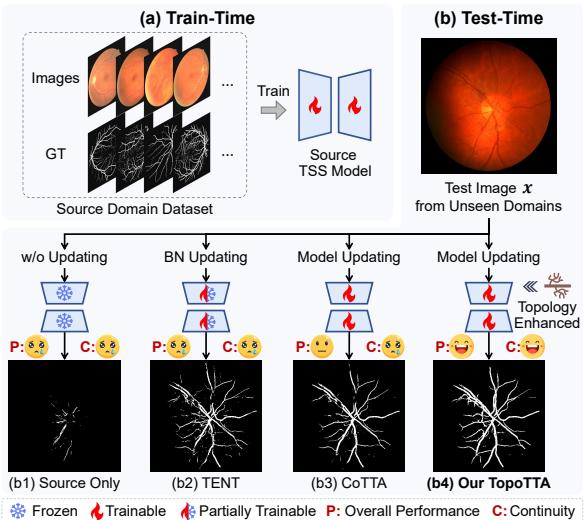 (a) Train-Time
Images
...
Train
GT
...
Source
TSS Model
Source Domain Dataset
(b) Test-Time
Test Image x
from Unseen Domains
w/o Updating
BN Updating
Model Updating
Model Updating
Topology
Enhanced
P: C:
P: C:
P: C:
P: C:
(b1) Source Only
(b2) TENT
(b3) CoTTA
(b4) Our TopoTTA
Frozen Trainable Partially Trainable P: Overall Performance C: Continuity